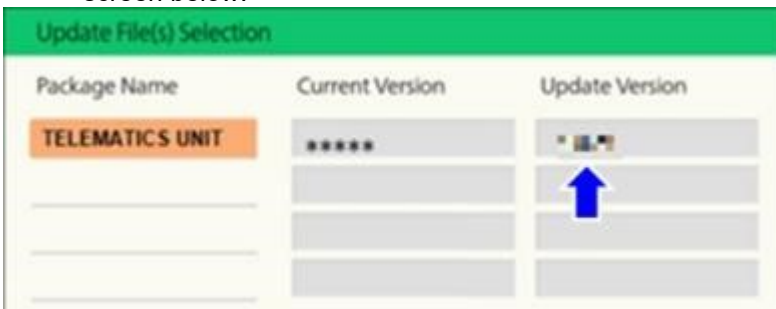 Update File(s) Selection
Package Name Current Version Update Version
TELEMATICS UNIT *****